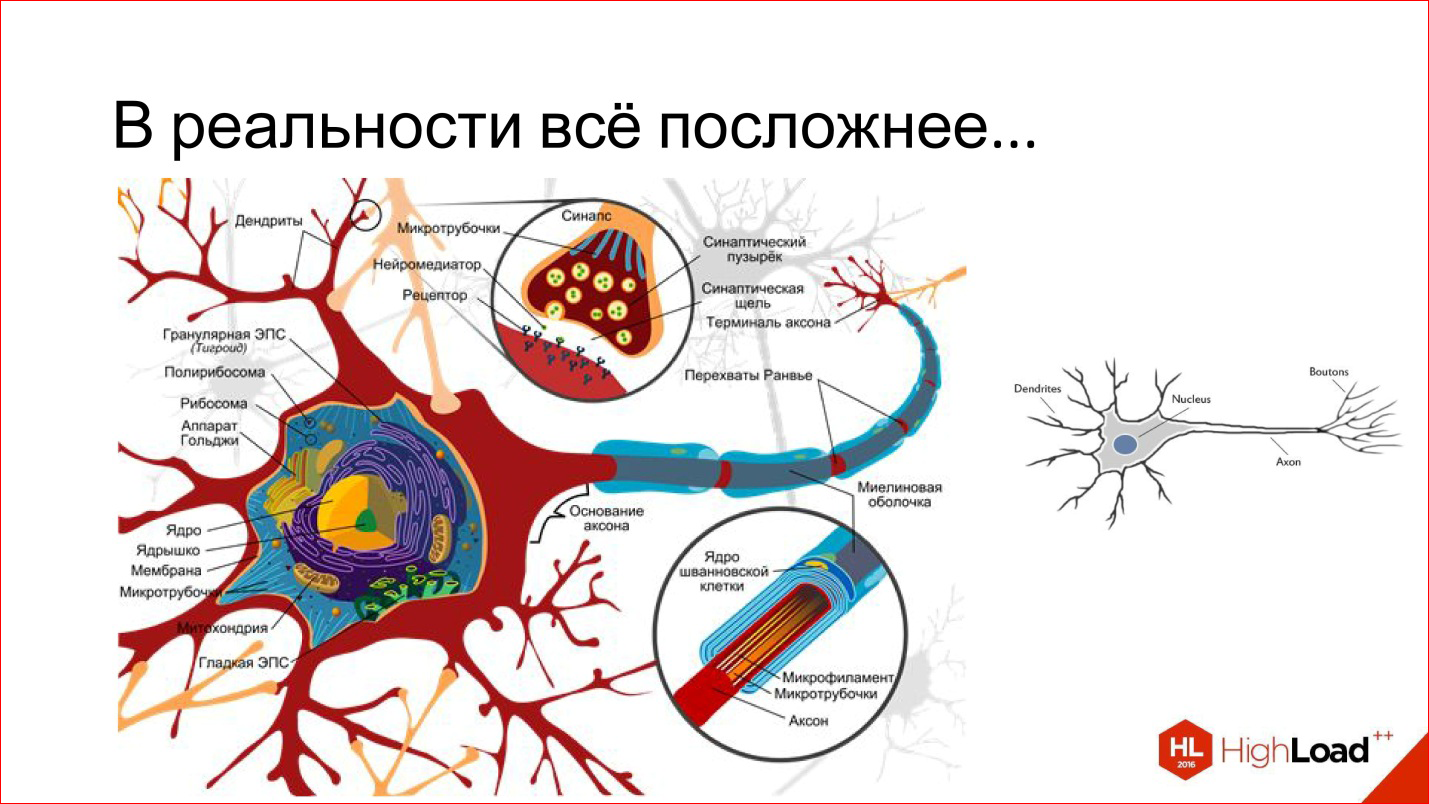 В реальности всё посложнее...
Дендриты
Микротрубочки
Нейромедиатор
Рецептор
Синапс
Синаптический
пузырёк
Синаптическая
щель
Терминаль аксона
Гранулярная ЭПС
(Тигроид)
Полирибосома
Рибосома
Аппарат
Гольджи
Перехваты Ранвье
Ядро
Ядрышко
Мембрана
Микротрубочки
Митохондрия
Гладкая ЭПС
Основание
аксона
Миелиновая
оболочка
Ядро
шванновской
клетки
Микрофиламент
Микротрубочки
Аксон
Dendrites
Nucleus
Boutons
Axon
HL
2016
HighLoad++